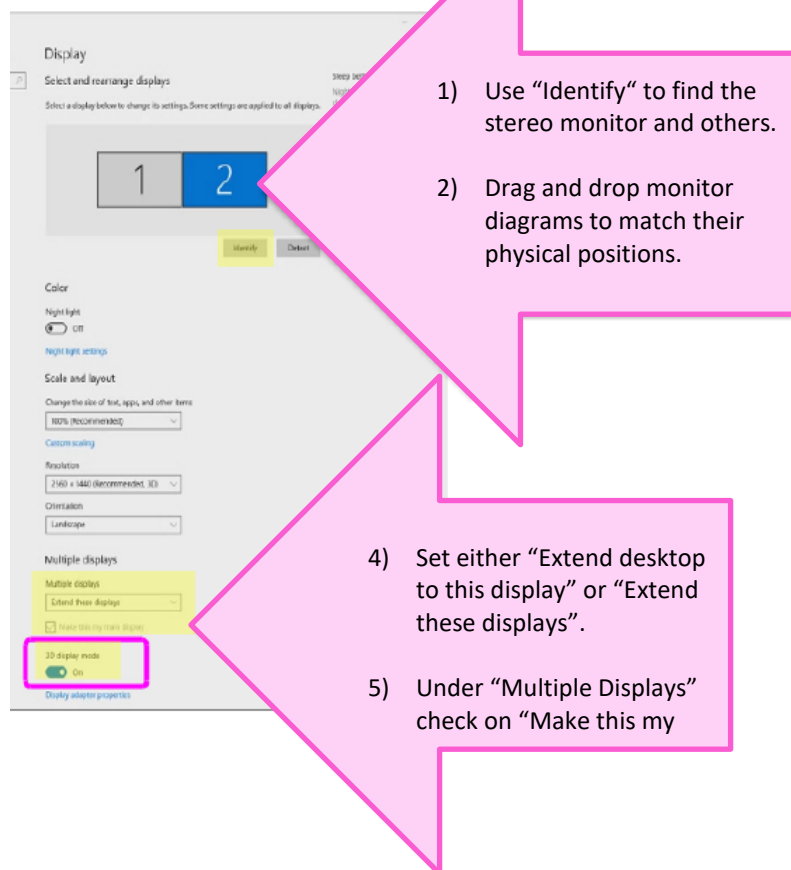 Display
Select and rearrange displays
Select a display below to change its settings. Some settings are applied to all displays.
1
2
Identify
Detect
Color
Night light
Off
Night light settings
Scale and layout
Change the size of text, apps, and other items
100% (Recommended)
Custom scaling
Resolution
2560 x 1440 (Recommended, 3D)
Orientation
Landscape
Multiple displays
Multiple displays
Extend these displays
Make this my main display
3D display mode
On
Display adapter properties
1) Use “Identify“ to find the
stereo monitor and others.
2) Drag and drop monitor
diagrams to match their
physical positions.
4) Set either “Extend desktop
to this display” or “Extend
these displays”.
5) Under “Multiple Displays”
check on “Make this my